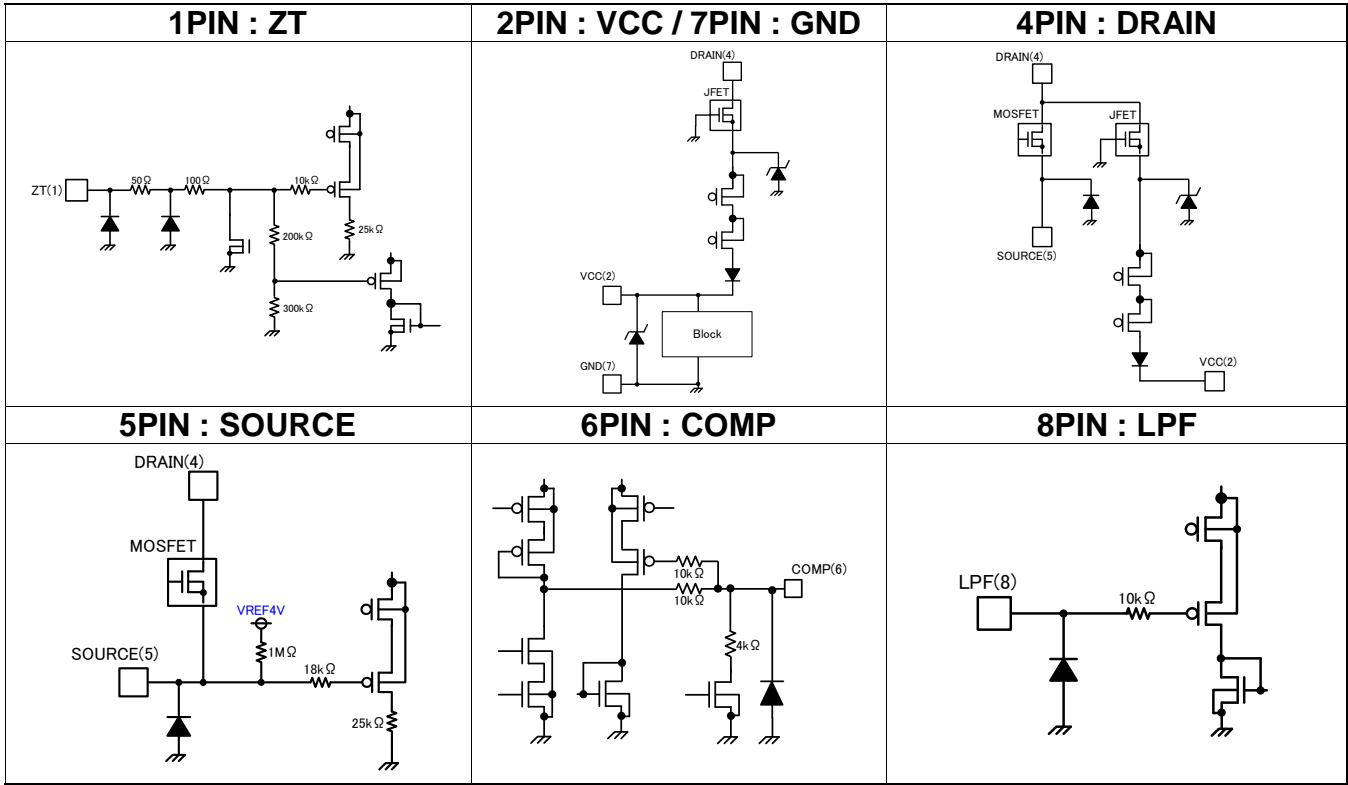 1PIN : ZT
2PIN : VCC / 7PIN : GND
4PIN : DRAIN
ZT(1)
50Ω
100Ω
10kΩ
200kΩ
25kΩ
300kΩ
DRAIN(4)
JFET
VCC(2)
Block
GND(7)
DRAIN(4)
MOSFET
JFET
SOURCE(5)
VCC(2)
5PIN : SOURCE
6PIN : COMP
8PIN : LPF
DRAIN(4)
MOSFET
VREF4V
1MΩ
SOURCE(5)
18kΩ
25kΩ
10kΩ
COMP(6)
10kΩ
4kΩ
LPF(8)
10kΩ